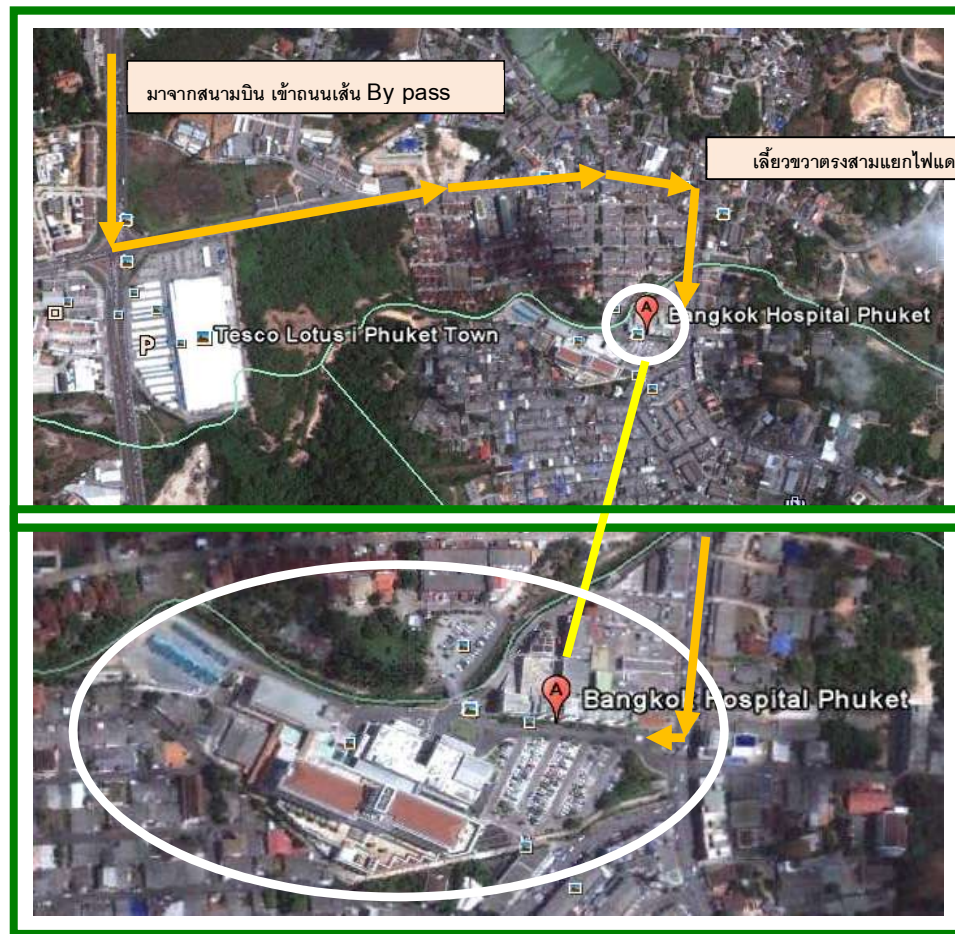 มาจากสนามบิน เข้าถนนเส้น By pass
เลี้ยวขวาตรงสามแยกไฟแด
A
Bangkok Hospital Phuket
P
Tesco Lotus i Phuket Town
A
Bangkok Hospital Phuket